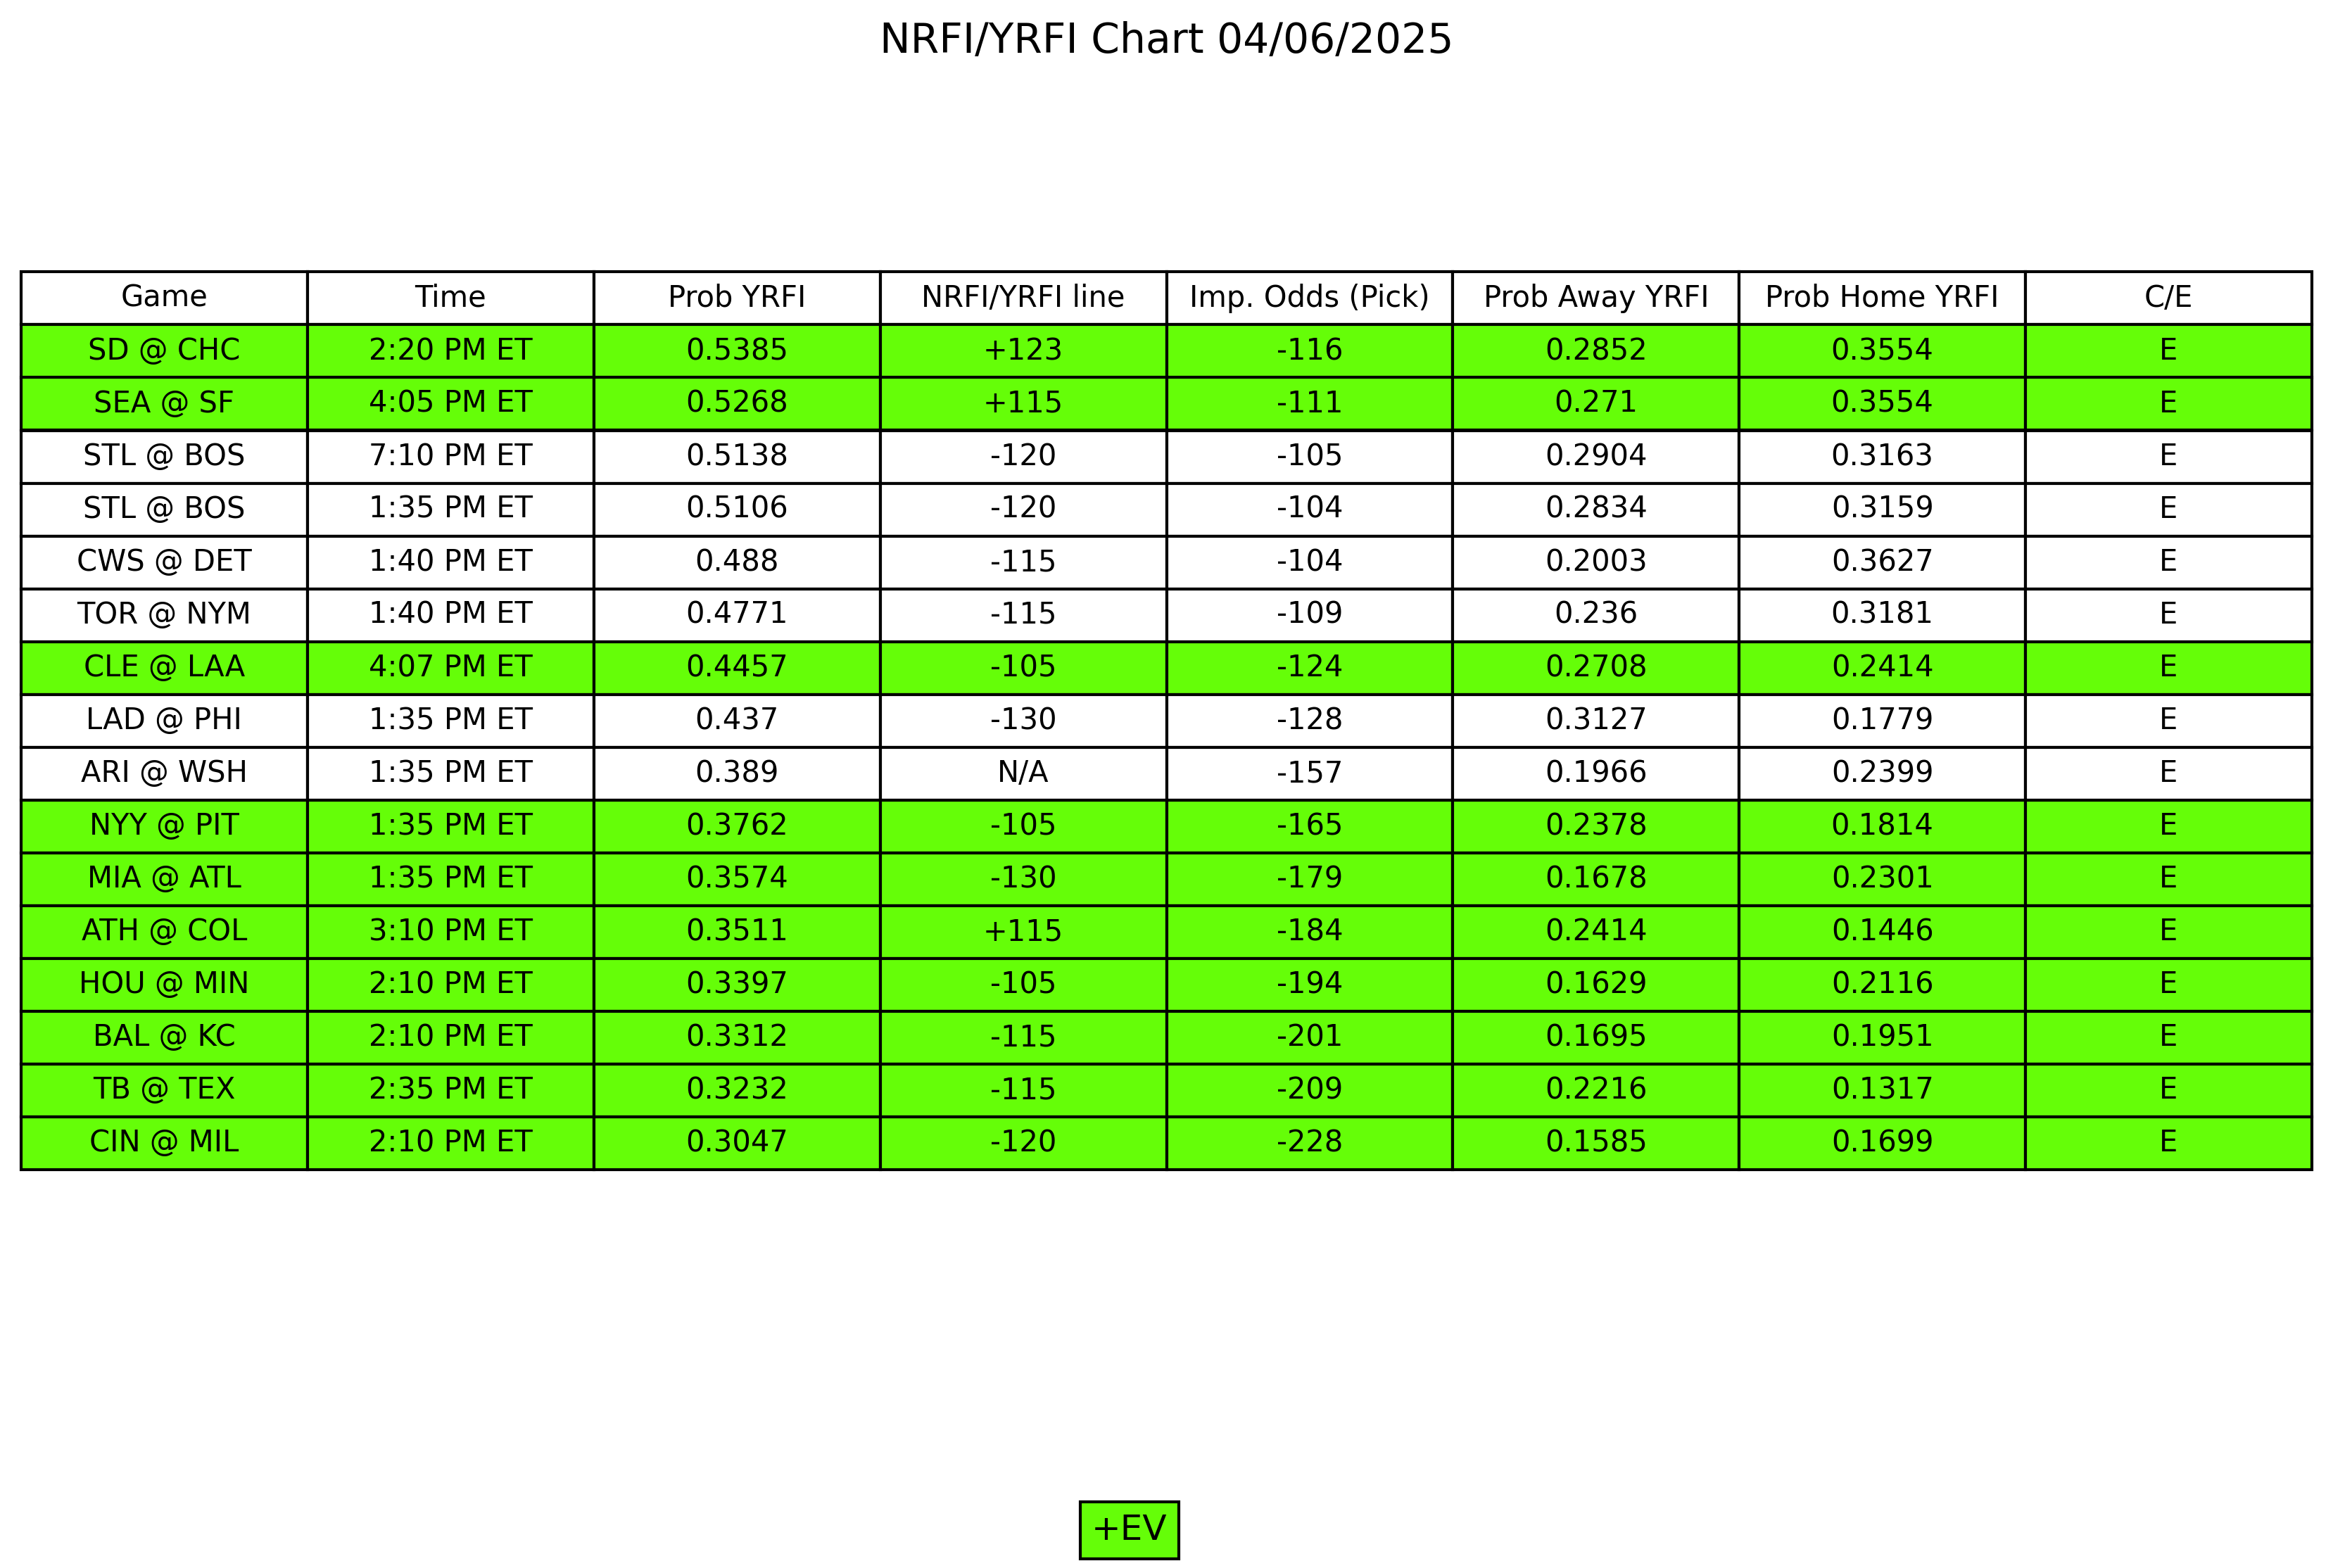 NRFI/YRFI Chart 04/06/2025
Game Time Prob YRFI NRFI/YRFI line Imp. Odds (Pick) Prob Away YRFI Prob Home YRFI C/E
SD @ CHC 2:20 PM ET 0.5385 +123 -116 0.2852 0.3554 E
SEA @ SF 4:05 PM ET 0.5268 +115 -111 0.271 0.3554 E
STL @ BOS 7:10 PM ET 0.5138 -120 -105 0.2904 0.3163 E
STL @ BOS 1:35 PM ET 0.5106 -120 -104 0.2834 0.3159 E
CWS @ DET 1:40 PM ET 0.488 -115 -104 0.2003 0.3627 E
TOR @ NYM 1:40 PM ET 0.4771 -115 -109 0.236 0.3181 E
CLE @ LAA 4:07 PM ET 0.4457 -105 -124 0.2708 0.2414 E
LAD @ PHI 1:35 PM ET 0.437 -130 -128 0.3127 0.1779 E
ARI @ WSH 1:35 PM ET 0.389 N/A -157 0.1966 0.2399 E
NYY @ PIT 1:35 PM ET 0.3762 -105 -165 0.2378 0.1814 E
MIA @ ATL 1:35 PM ET 0.3574 -130 -179 0.1678 0.2301 E
ATH @ COL 3:10 PM ET 0.3511 +115 -184 0.2414 0.1446 E
HOU @ MIN 2:10 PM ET 0.3397 -105 -194 0.1629 0.2116 E
BAL @ KC 2:10 PM ET 0.3312 -115 -201 0.1695 0.1951 E
TB @ TEX 2:35 PM ET 0.3232 -115 -209 0.2216 0.1317 E
CIN @ MIL 2:10 PM ET 0.3047 -120 -228 0.1585 0.1699 E
+EV